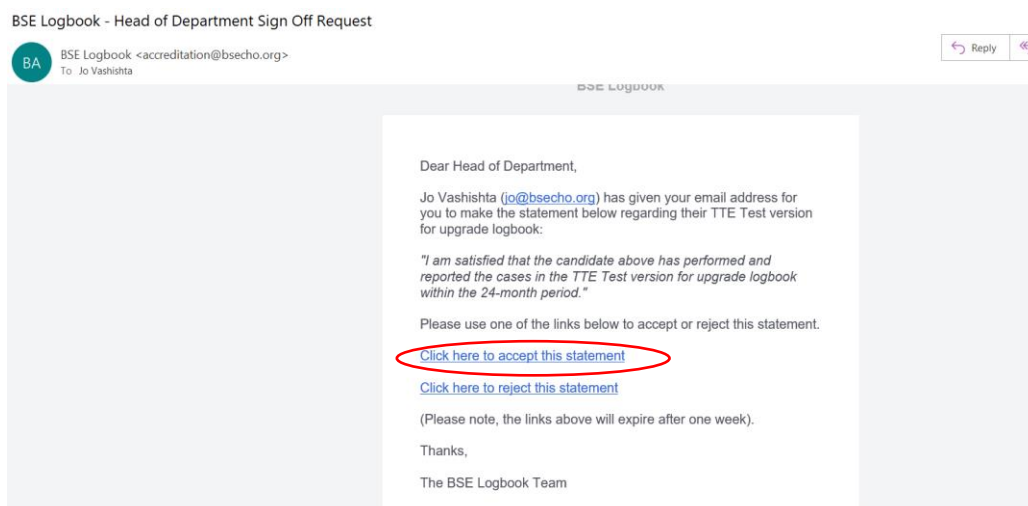 BSE Logbook - Head of Department Sign Off Request
BA
BSE Logbook <accreditation@bsecho.org>
To Jo Vashishta
Reply
BSE Logbook
Dear Head of Department,
Jo Vashishta (jo@bsecho.org) has given your email address for
you to make the statement below regarding their TTE Test version
for upgrade logbook:
"I am satisfied that the candidate above has performed and
reported the cases in the TTE Test version for upgrade logbook
within the 24-month period."
Please use one of the links below to accept or reject this statement.
Click here to accept this statement
Click here to reject this statement
(Please note, the links above will expire after one week).
Thanks,
The BSE Logbook Team